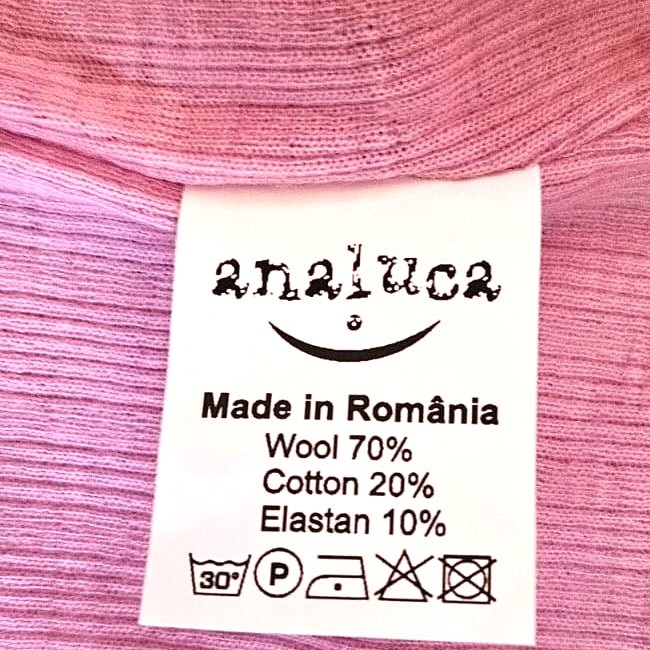 analuca
Made in România
Wool 70%
Cotton 20%
Elastan 10%
30° P